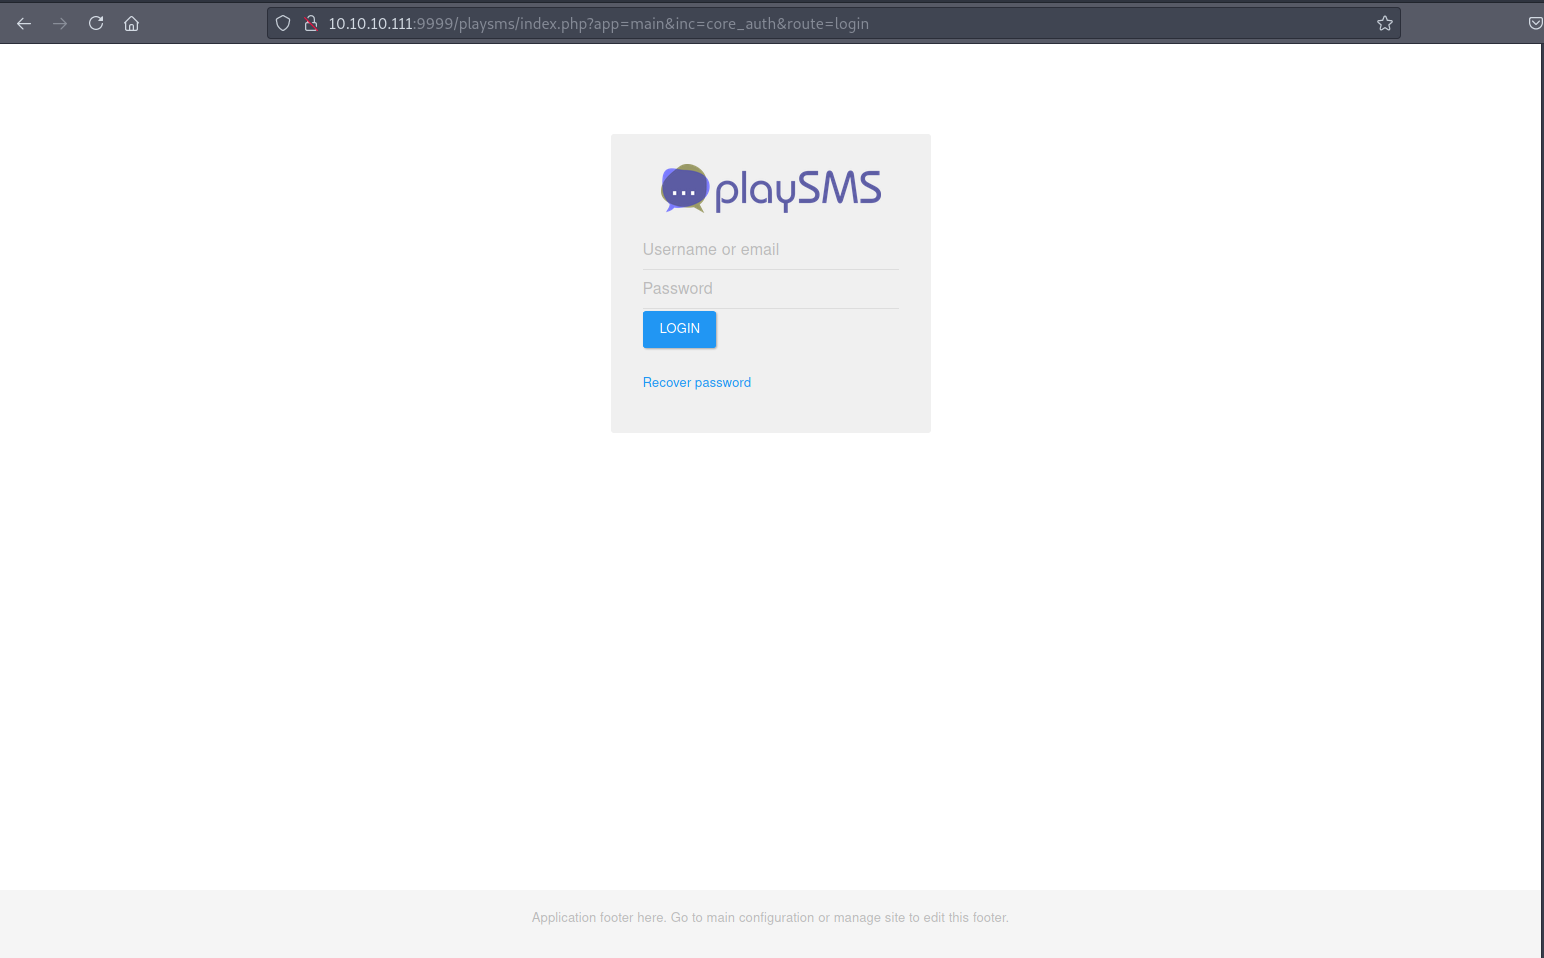 10.10.10.111:9999/playsms/index.php?app=main&inc=core_auth&route=login
... playSMS
Username or email
Password
LOGIN
Recover password
Application footer here. Go to main configuration or manage site to edit this footer.